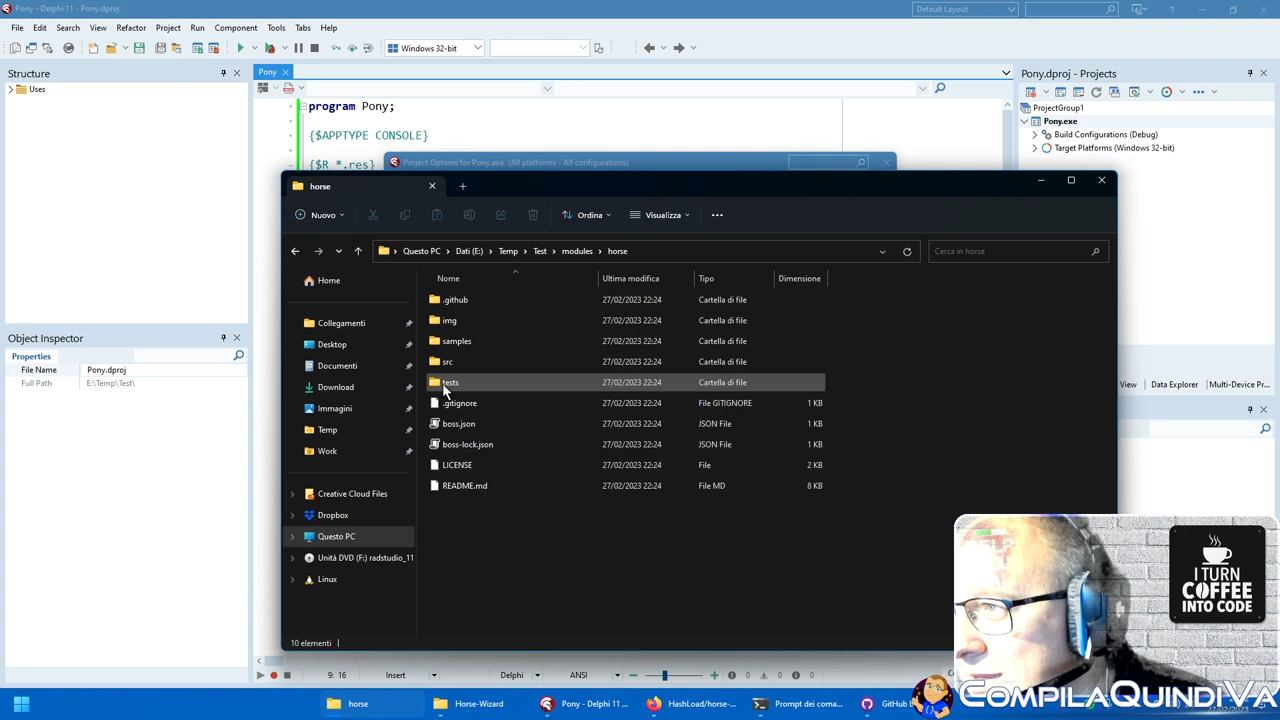 Pony - Delphi 11 - Pony.dproj
Default Layout
File Edit Search View Refactor Project Run Component Tools Tabs Help
Windows 32-bit
Structure
Uses
Pony
program Pony;
{$APPTYPE CONSOLE}
{$R *.res}
Pony.dproj - Projects
ProjectGroup1
Pony.exe
Build Configurations (Debug)
Target Platforms (Windows 32-bit)
Project Options for Pony.exe (All platforms - All configurations)
horse
Nuovo
Ordina
Visualizza
Questo PC
Dati (E:)
Temp
Test
modules
horse
Cerca in horse
Nome Ultima modifica Tipo Dimensione
Home
Collegamenti
Desktop
Documenti
Download
Immagini
Temp
Work
Creative Cloud Files
Dropbox
Questo PC
Unità DVD (F:) radstudio_11
Linux
.github 27/02/2023 22:24 Cartella di file
img 27/02/2023 22:24 Cartella di file
samples 27/02/2023 22:24 Cartella di file
src 27/02/2023 22:24 Cartella di file
tests 27/02/2023 22:24 Cartella di file
.gitignore 27/02/2023 22:24 File GITIGNORE 1 KB
boss.json 27/02/2023 22:24 JSON File 1 KB
boss-lock.json 27/02/2023 22:24 JSON File 1 KB
LICENSE 27/02/2023 22:24 File 2 KB
README.md 27/02/2023 22:24 File MD 8 KB
10 elementi
Object Inspector
Properties
File Name Pony.dproj
Full Path E:\Temp\Test\
View Data Explorer Multi-Device Pr...
9: 16 Insert Delphi ANSI 0 0 0
I TURN
COFFEE
INTO CODE
COMPILAQUINDIVA
horse
Horse-Wizard
Pony - Delphi 11 ...
HashLoad/horse-...
Prompt dei coma...